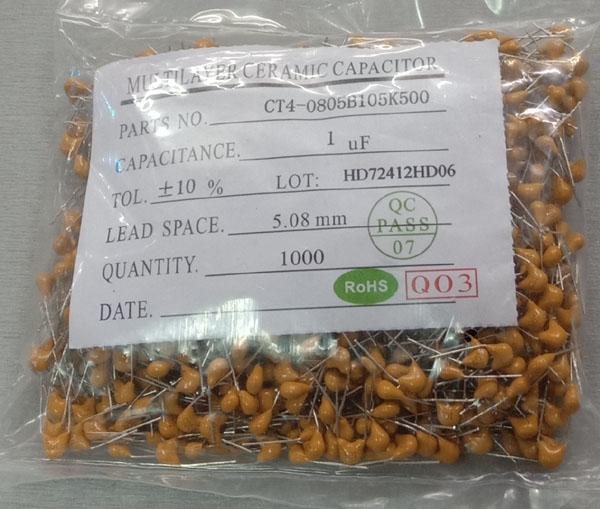 MULTILAYER CERAMIC CAPACITOR
PARTS NO. CT4-0805B105K500
CAPACITANCE. 1 uF
TOL. ±10 % LOT: HD72412HD06
LEAD SPACE. 5.08 mm
QC
PASS
07
QUANTITY. 1000
RoHS Q03
DATE.